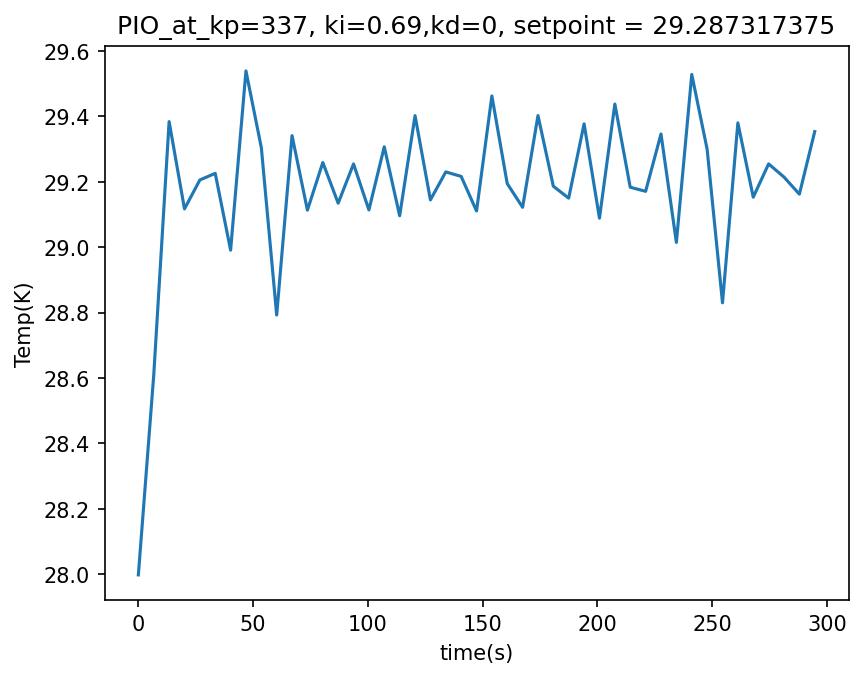 PIO_at_kp=337, ki=0.69,kd=0, setpoint = 29.287317375
Temp(K)
29.6
29.4
29.2
29.0
28.8
28.6
28.4
28.2
28.0
0 50 100 150 200 250 300
time(s)